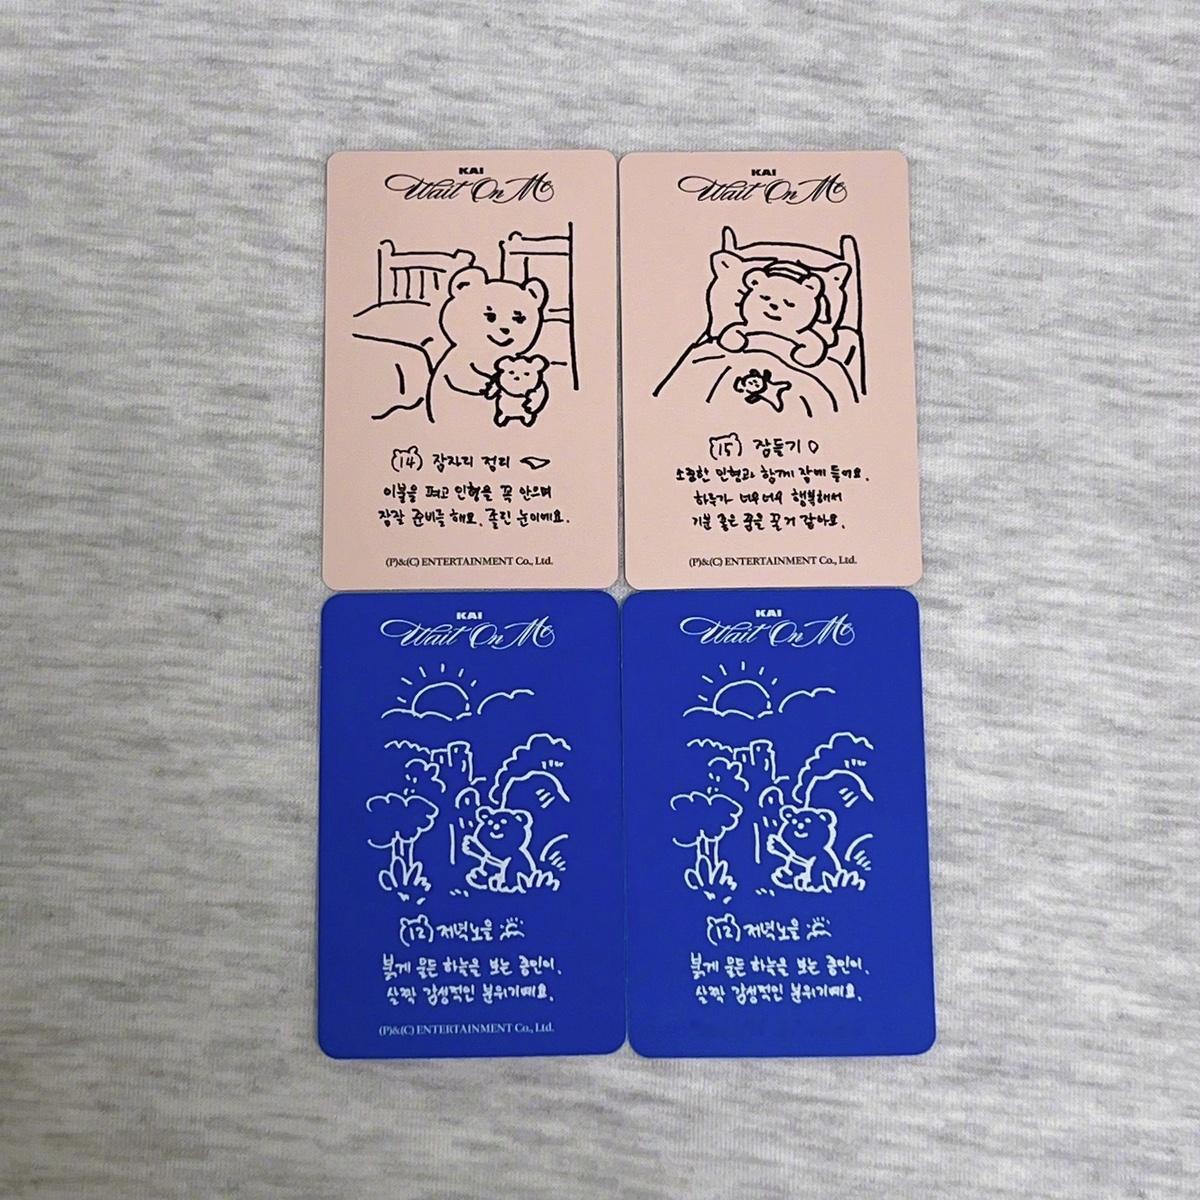 KAI
Wait On Me
(14) 잠자리 정리
이불을 펴고 인형을 꼭 안으며
잠잘 준비를 해요. 졸린 눈이에요.
(P)&(C) ENTERTAINMENT Co., Ltd.
KAI
Wait On Me
(15) 잠들기
소중한 인형과 함께 잠에 들어요.
하루가 너무너무 행복해서
기분 좋은 꿈을 꿀거 같아요.
(P)&(C) ENTERTAINMENT Co., Ltd.
KAI
Wait On Me
(12) 저녁노을
붉게 물든 하늘을 보는 종인이.
살짝 감성적인 분위기예요.
(P)&(C) ENTERTAINMENT Co., Ltd.
KAI
Wait On Me
(12) 저녁노을
붉게 물든 하늘을 보는 종인이.
살짝 감성적인 분위기예요.